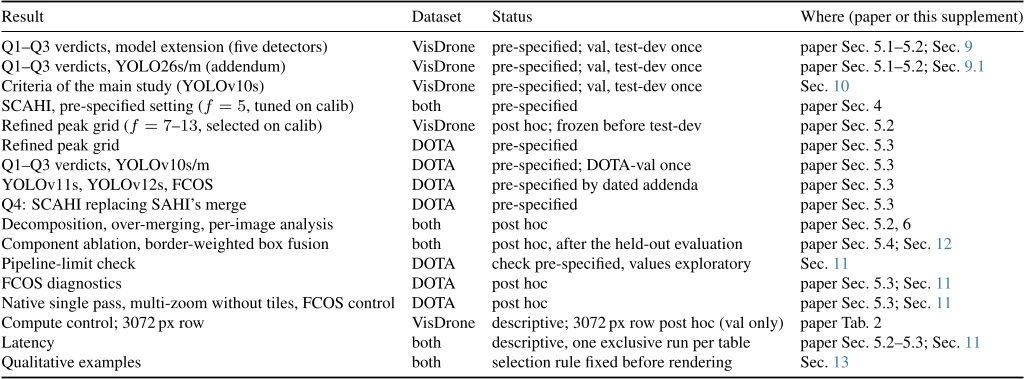 Result Dataset Status Where (paper or this supplement)
Q1–Q3 verdicts, model extension (five detectors) VisDrone pre-specified; val, test-dev once paper Sec. 5.1–5.2; Sec. 9
Q1–Q3 verdicts, YOLO26s/m (addendum) VisDrone pre-specified; val, test-dev once paper Sec. 5.1–5.2; Sec. 9.1
Criteria of the main study (YOLOv10s) VisDrone pre-specified; val, test-dev once Sec. 10
SCAHI, pre-specified setting (f = 5, tuned on calib) both pre-specified paper Sec. 4
Refined peak grid (f = 7–13, selected on calib) VisDrone post hoc; frozen before test-dev paper Sec. 5.2
Refined peak grid DOTA pre-specified paper Sec. 5.3
Q1–Q3 verdicts, YOLOv10s/m DOTA pre-specified; DOTA-val once paper Sec. 5.3
YOLOv11s, YOLOv12s, FCOS DOTA pre-specified by dated addenda paper Sec. 5.3
Q4: SCAHI replacing SAHI's merge DOTA pre-specified paper Sec. 5.3
Decomposition, over-merging, per-image analysis both post hoc paper Sec. 5.2, 6
Component ablation, border-weighted box fusion both post hoc, after the held-out evaluation paper Sec. 5.4; Sec. 12
Pipeline-limit check DOTA check pre-specified, values exploratory Sec. 11
FCOS diagnostics DOTA post hoc paper Sec. 5.3; Sec. 11
Native single pass, multi-zoom without tiles, FCOS control DOTA post hoc paper Sec. 5.3; Sec. 11
Compute control; 3072 px row VisDrone descriptive; 3072 px row post hoc (val only) paper Tab. 2
Latency both descriptive, one exclusive run per table paper Sec. 5.2–5.3; Sec. 11
Qualitative examples both selection rule fixed before rendering Sec. 13